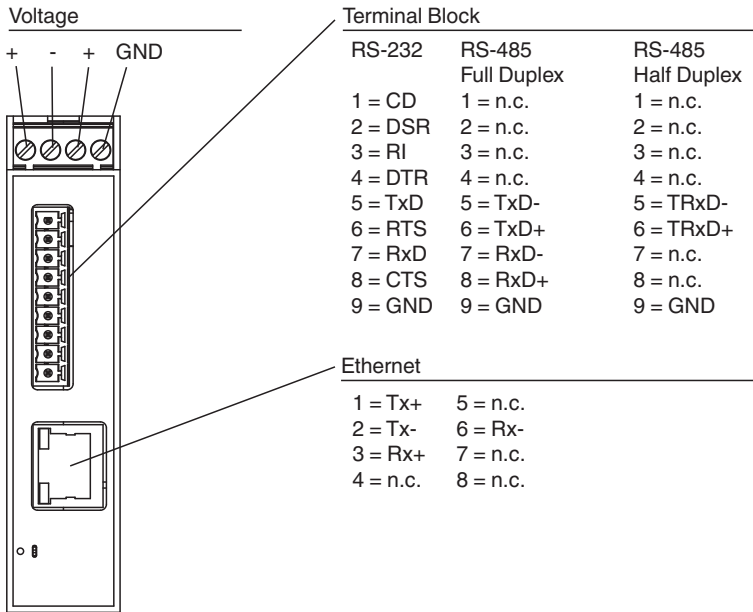 Voltage
+ - + GND
Terminal Block
RS-232 RS-485 RS-485
Full Duplex Half Duplex
1 = CD 1 = n.c. 1 = n.c.
2 = DSR 2 = n.c. 2 = n.c.
3 = RI 3 = n.c. 3 = n.c.
4 = DTR 4 = n.c. 4 = n.c.
5 = TxD 5 = TxD- 5 = TRxD-
6 = RTS 6 = TxD+ 6 = TRxD+
7 = RxD 7 = RxD- 7 = n.c.
8 = CTS 8 = RxD+ 8 = n.c.
9 = GND 9 = GND 9 = GND
Ethernet
1 = Tx+ 5 = n.c.
2 = Tx- 6 = Rx-
3 = Rx+ 7 = n.c.
4 = n.c. 8 = n.c.